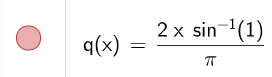 q(x) = 2 x sin⁻¹(1) / π